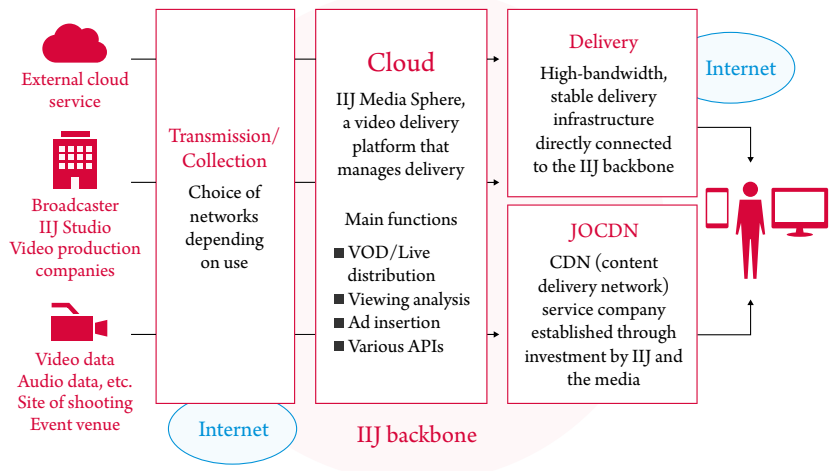 External cloud
service
Broadcaster
IIJ Studio
Video production
companies
Video data
Audio data, etc.
Site of shooting
Event venue
Transmission/
Collection
Choice of
networks
depending
on use
Internet
Cloud
IIJ Media Sphere,
a video delivery
platform that
manages delivery
Main functions
■ VOD/Live
distribution
■ Viewing analysis
■ Ad insertion
■ Various APIs
IIJ backbone
Delivery
High-bandwidth,
stable delivery
infrastructure
directly connected
to the IIJ backbone
JOCDN
CDN (content
delivery network)
service company
established through
investment by IIJ and
the media
Internet